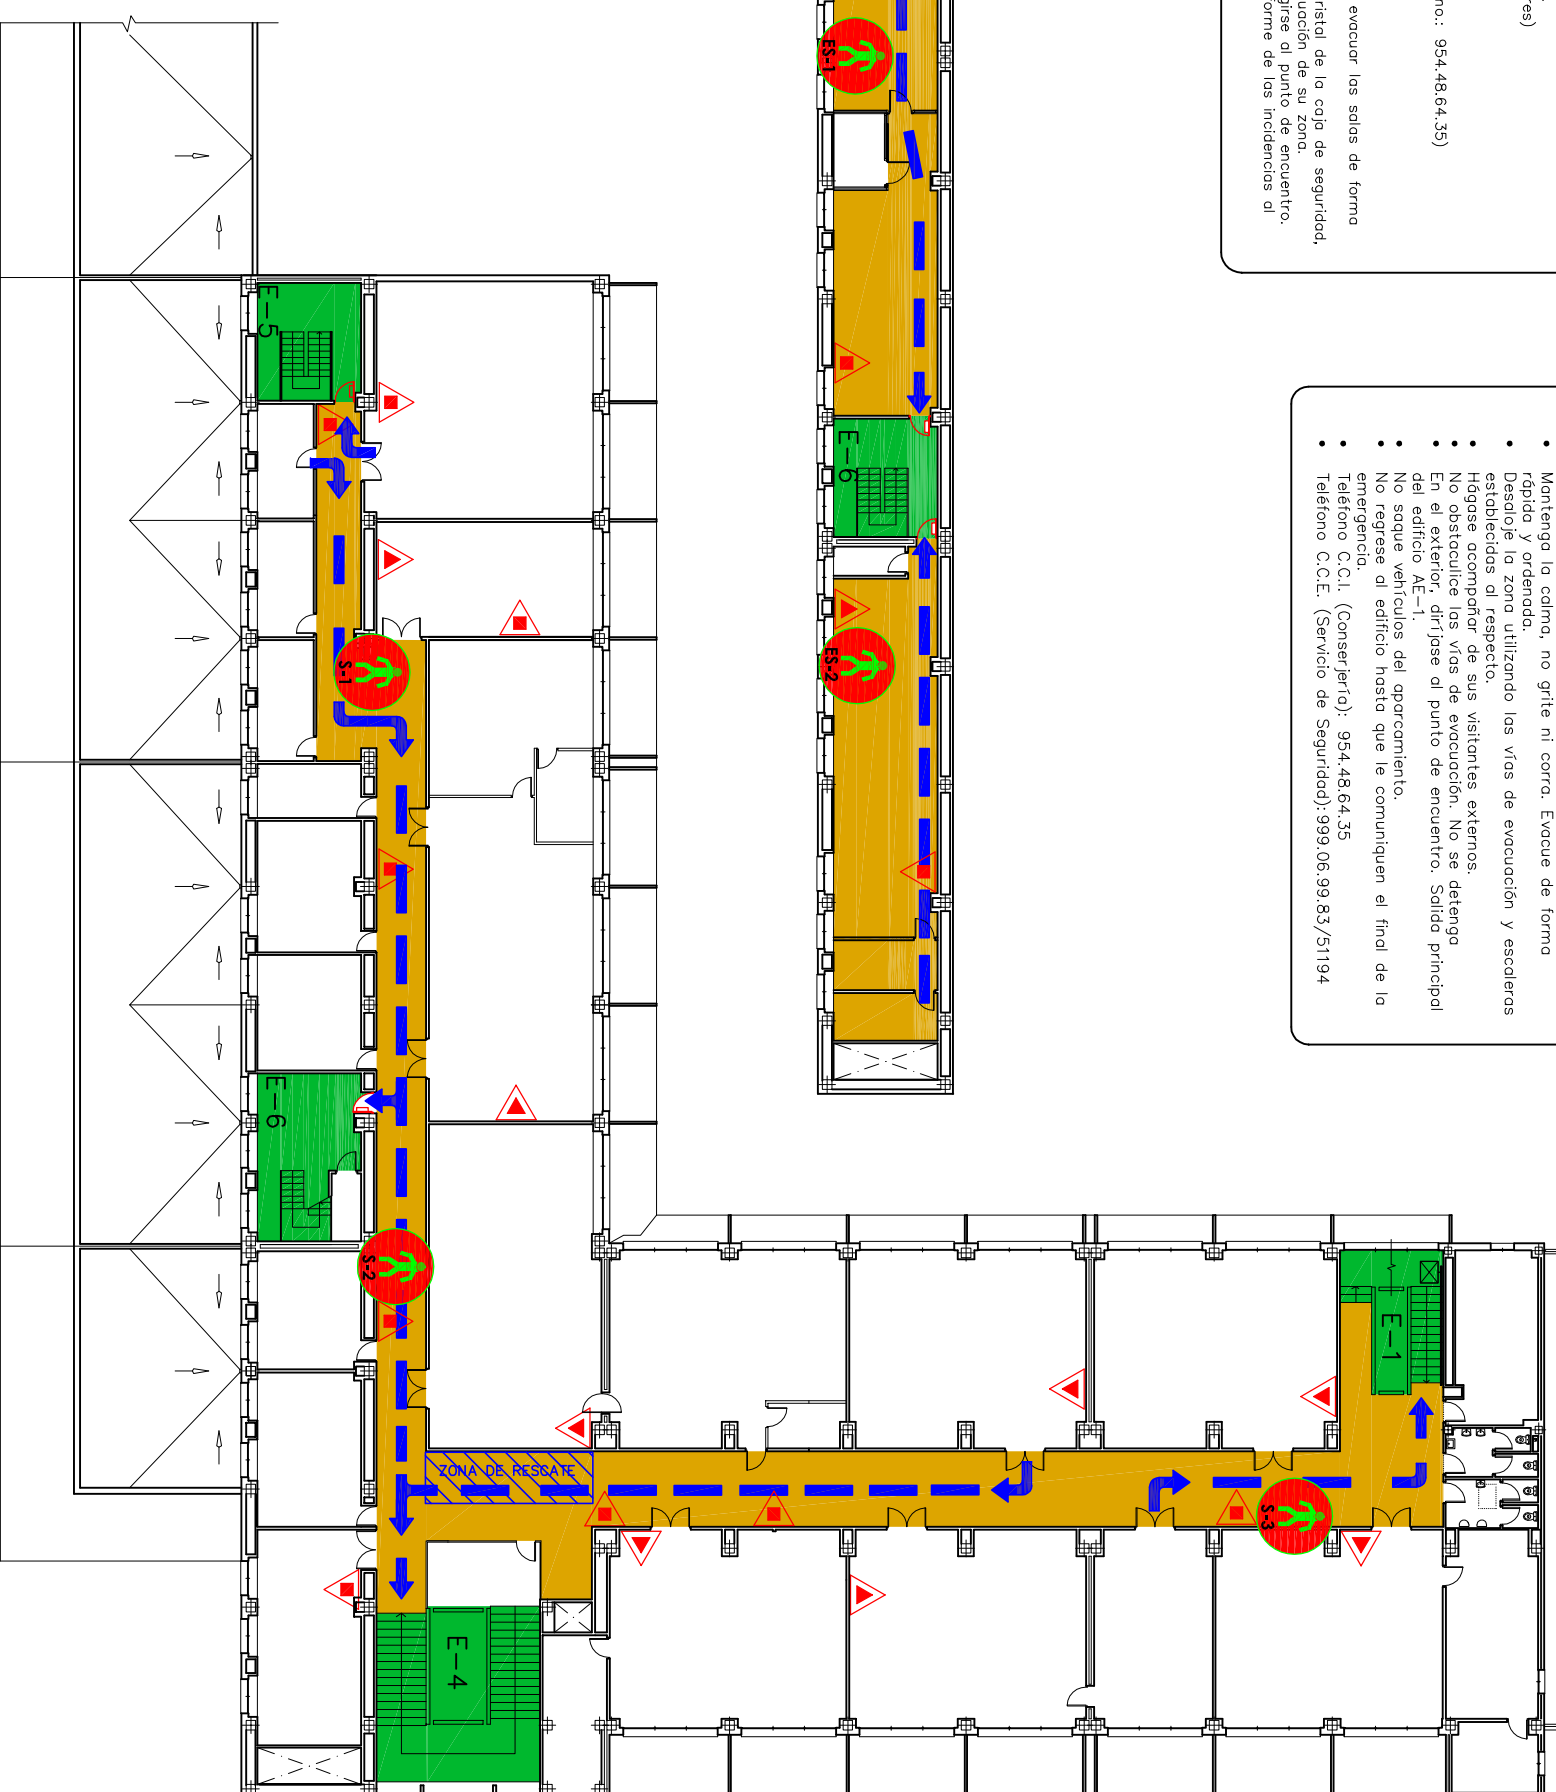 res)
no.: 954.48.64.35)
evacuar las salas de forma
ristal de la caja de seguridad,
uación de su zona.
girse al punto de encuentro.
forme de las incidencias al
• Mantenga la calma, no grite ni corra. Evacue de forma
rápida y ordenada.
• Desaloje la zona utilizando las vías de evacuación y escaleras
establecidas al respecto.
• Hágase acompañar de sus visitantes externos.
• No obstaculice las vías de evacuación. No se detenga
• En el exterior, diríjase al punto de encuentro. Salida principal
del edificio AE-1.
• No saque vehículos del aparcamiento.
• No regrese al edificio hasta que le comuniquen el final de la
emergencia.
• Teléfono C.C.I. (Conserjería): 954.48.64.35
• Teléfono C.C.E. (Servicio de Seguridad):999.06.99.83/51194
ES-1
E-6
ES-2
E-5
S-1
E-6
S-2
E-1
S-3
ZONA DE RESCATE
E-4